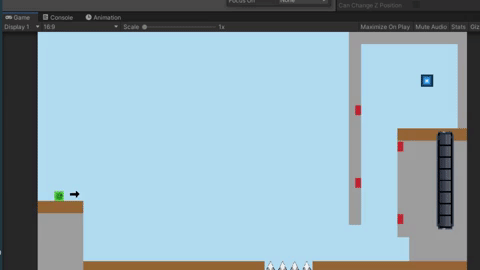 Focus On None
Can Change Z Position
Game Console Animation
Display 1 16:9 Scale 1x Maximize On Play Mute Audio Stats Giz